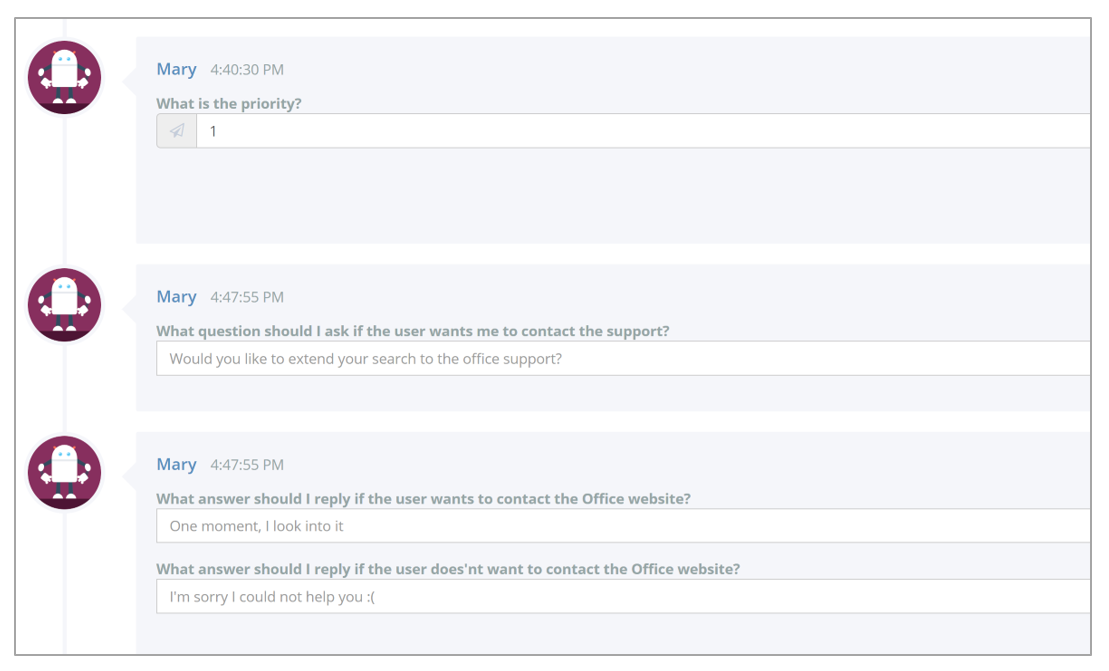 Mary 4:40:30 PM
What is the priority?
1
Mary 4:47:55 PM
What question should I ask if the user wants me to contact the support?
Would you like to extend your search to the office support?
Mary 4:47:55 PM
What answer should I reply if the user wants to contact the Office website?
One moment, I look into it
What answer should I reply if the user does'nt want to contact the Office website?
I'm sorry I could not help you :(